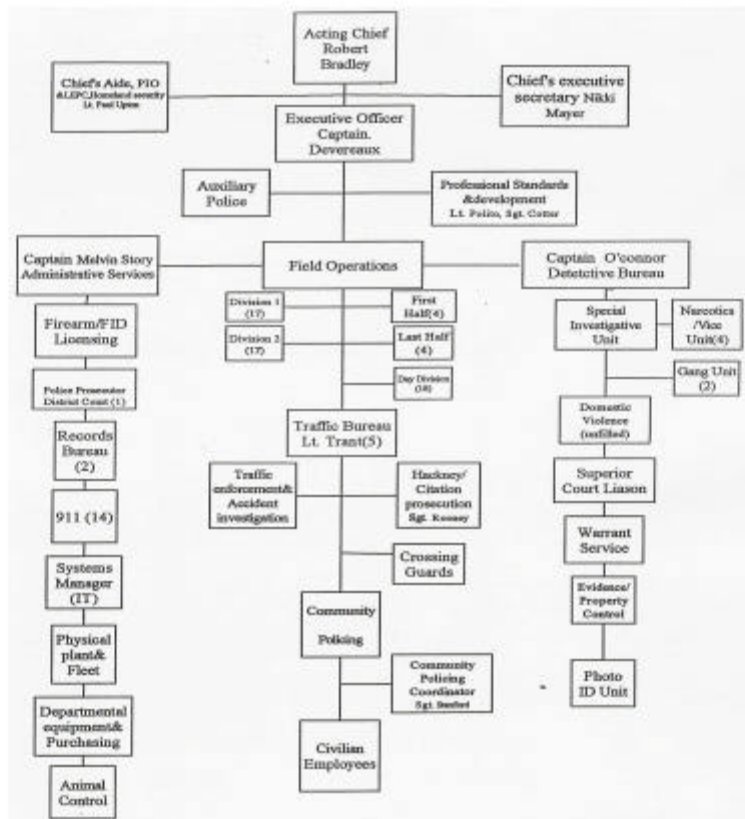 Acting Chief
Robert
Bradley
Chief's Aide, PIO
&LEPC,Homeland security
Lt. Paul Upton
Chief's executive
secretary Nikki
Mayer
Executive Officer
Captain.
Devereaux
Auxiliary
Police
Professional Standards
&development
Lt. Polito, Sgt. Cotter
Captain Melvin Story
Administrative Services
Field Operations
Captain O'connor
Detetctive Bureau
Firearm/FID
Licensing
Police Prosecutor
District Court (1)
Records
Bureau
(2)
911 (14)
Systems
Manager
(IT)
Physical
plant&
Fleet
Departmental
equipment&
Purchasing
Animal
Control
Division 1
(17)
First
Half(4)
Division 2
(17)
Last Half
(4)
Day Division
Traffic Bureau
Lt. Trant(5)
Traffic
enforcement&
Accident
investigation
Hackney/
Citation
prosecution
Sgt. Rooney
Crossing
Guards
Community
Policing
Community
Policing
Coordinator
Sgt.
Civilian
Employees
Special
Investigative
Unit
Narcotics
/Vice
Unit(4)
Gang Unit
(2)
Domestic
Violence
(unfilled)
Superior
Court Liason
Warrant
Service
Evidence/
Property
Control
Photo
ID Unit